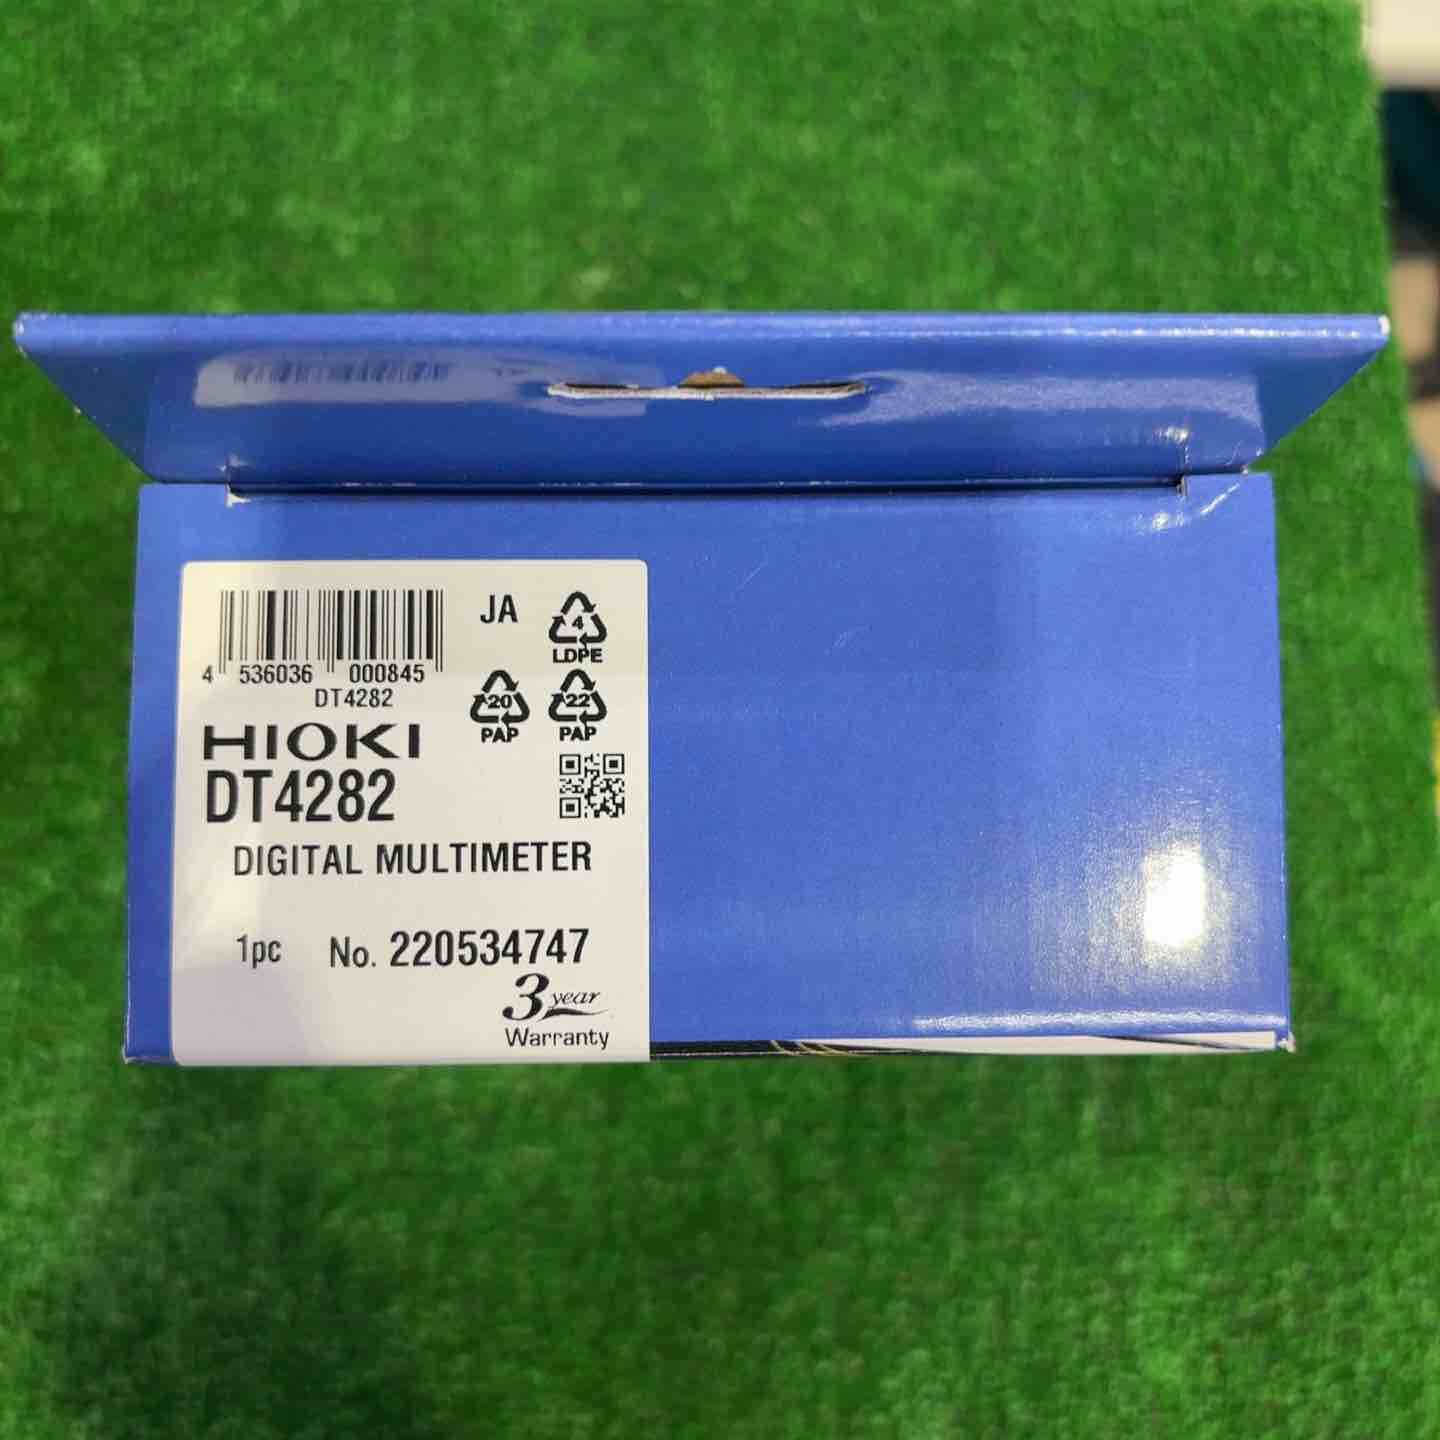 4 536036 000845
DT4282
JA
4
LDPE
20
PAP
22
PAP
HIOKI
DT4282
DIGITAL MULTIMETER
1pc No. 220534747
3 year
Warranty